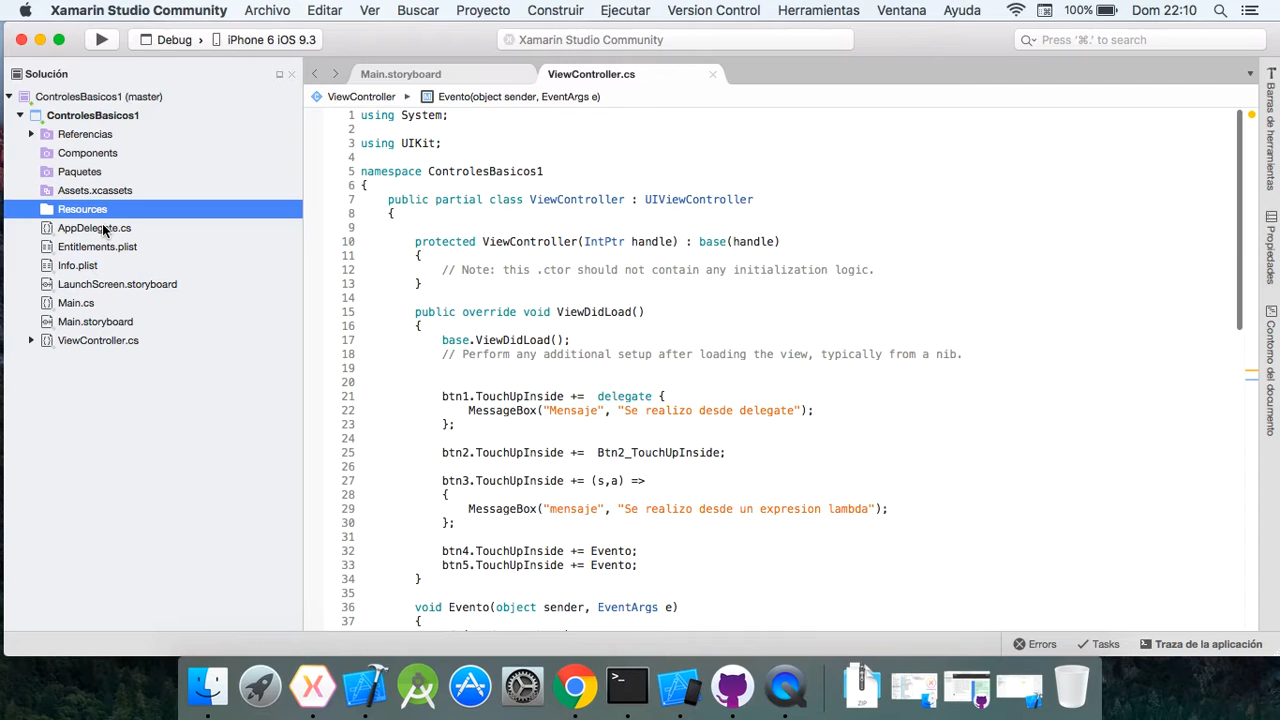 Xamarin Studio Community Archivo Editar Ver Buscar Proyecto Construir Ejecutar Version Control Herramientas Ventana Ayuda 100% Dom 22:10
Debug iPhone 6 iOS 9.3 Xamarin Studio Community Press '⌘.' to search
Solución Main.storyboard ViewController.cs
ControlesBasicos1 (master) ViewController Evento(object sender, EventArgs e)
ControlesBasicos1
Referencias
Components
Paquetes
Assets.xcassets
Resources
AppDelegate.cs
Entitlements.plist
Info.plist
LaunchScreen.storyboard
Main.cs
Main.storyboard
ViewController.cs
1 using System;
2
3 using UIKit;
4
5 namespace ControlesBasicos1
6 {
7 public partial class ViewController : UIViewController
8 {
9
10 protected ViewController(IntPtr handle) : base(handle)
11 {
12 // Note: this .ctor should not contain any initialization logic.
13 }
14
15 public override void ViewDidLoad()
16 {
17 base.ViewDidLoad();
18 // Perform any additional setup after loading the view, typically from a nib.
19
20
21 btn1.TouchUpInside += delegate {
22 MessageBox("Mensaje", "Se realizo desde delegate");
23 };
24
25 btn2.TouchUpInside += Btn2_TouchUpInside;
26
27 btn3.TouchUpInside += (s,a) =>
28 {
29 MessageBox("mensaje", "Se realizo desde un expresion lambda");
30 };
31
32 btn4.TouchUpInside += Evento;
33 btn5.TouchUpInside += Evento;
34 }
35
36 void Evento(object sender, EventArgs e)
37 {
Barras de herramientas
Propiedades
Contorno del documento
Errors Tasks Traza de la aplicación
ZIP